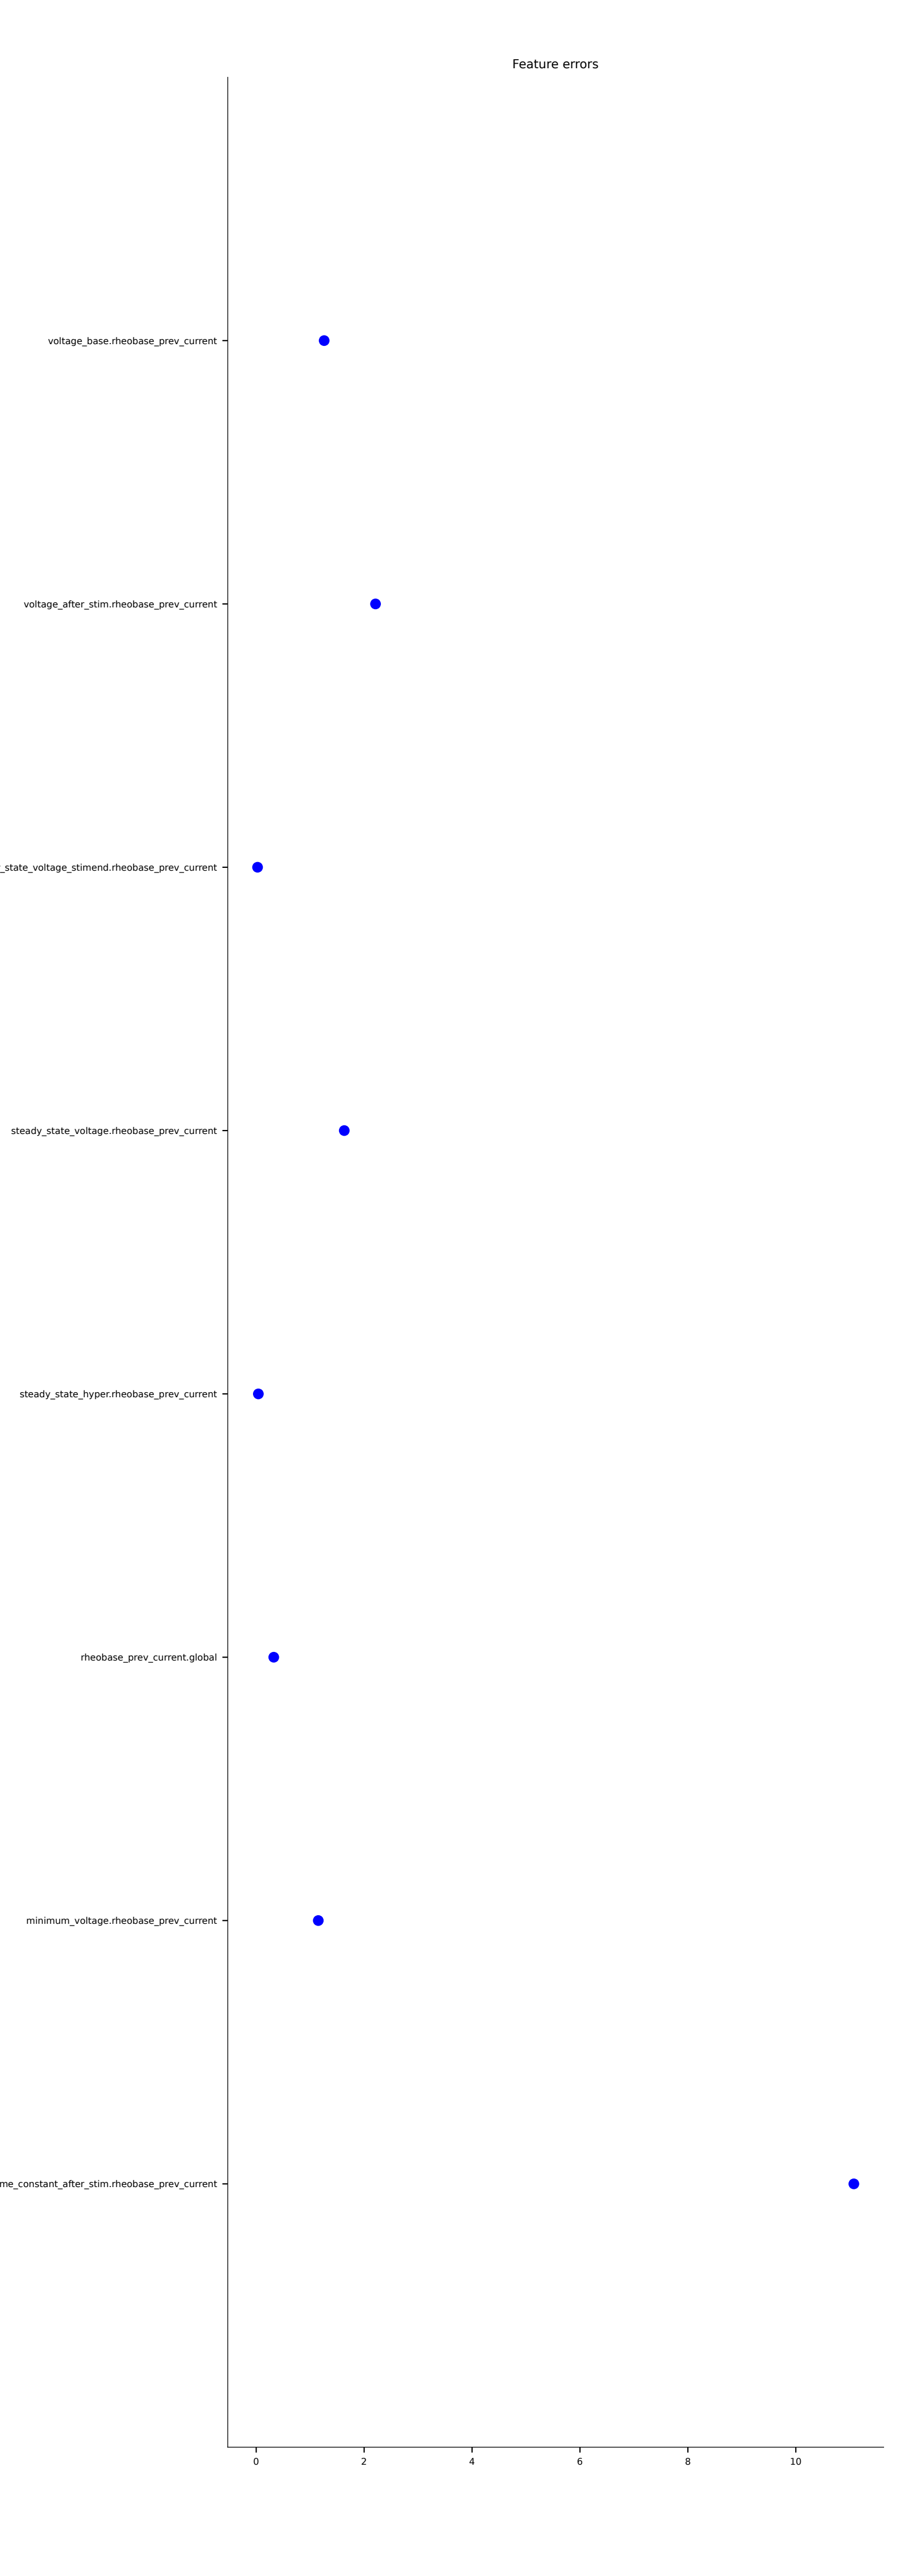 Feature errors
voltage_base.rheobase_prev_current
voltage_after_stim.rheobase_prev_current
_state_voltage_stimend.rheobase_prev_current
steady_state_voltage.rheobase_prev_current
steady_state_hyper.rheobase_prev_current
rheobase_prev_current.global
minimum_voltage.rheobase_prev_current
me_constant_after_stim.rheobase_prev_current
0 2 4 6 8 10